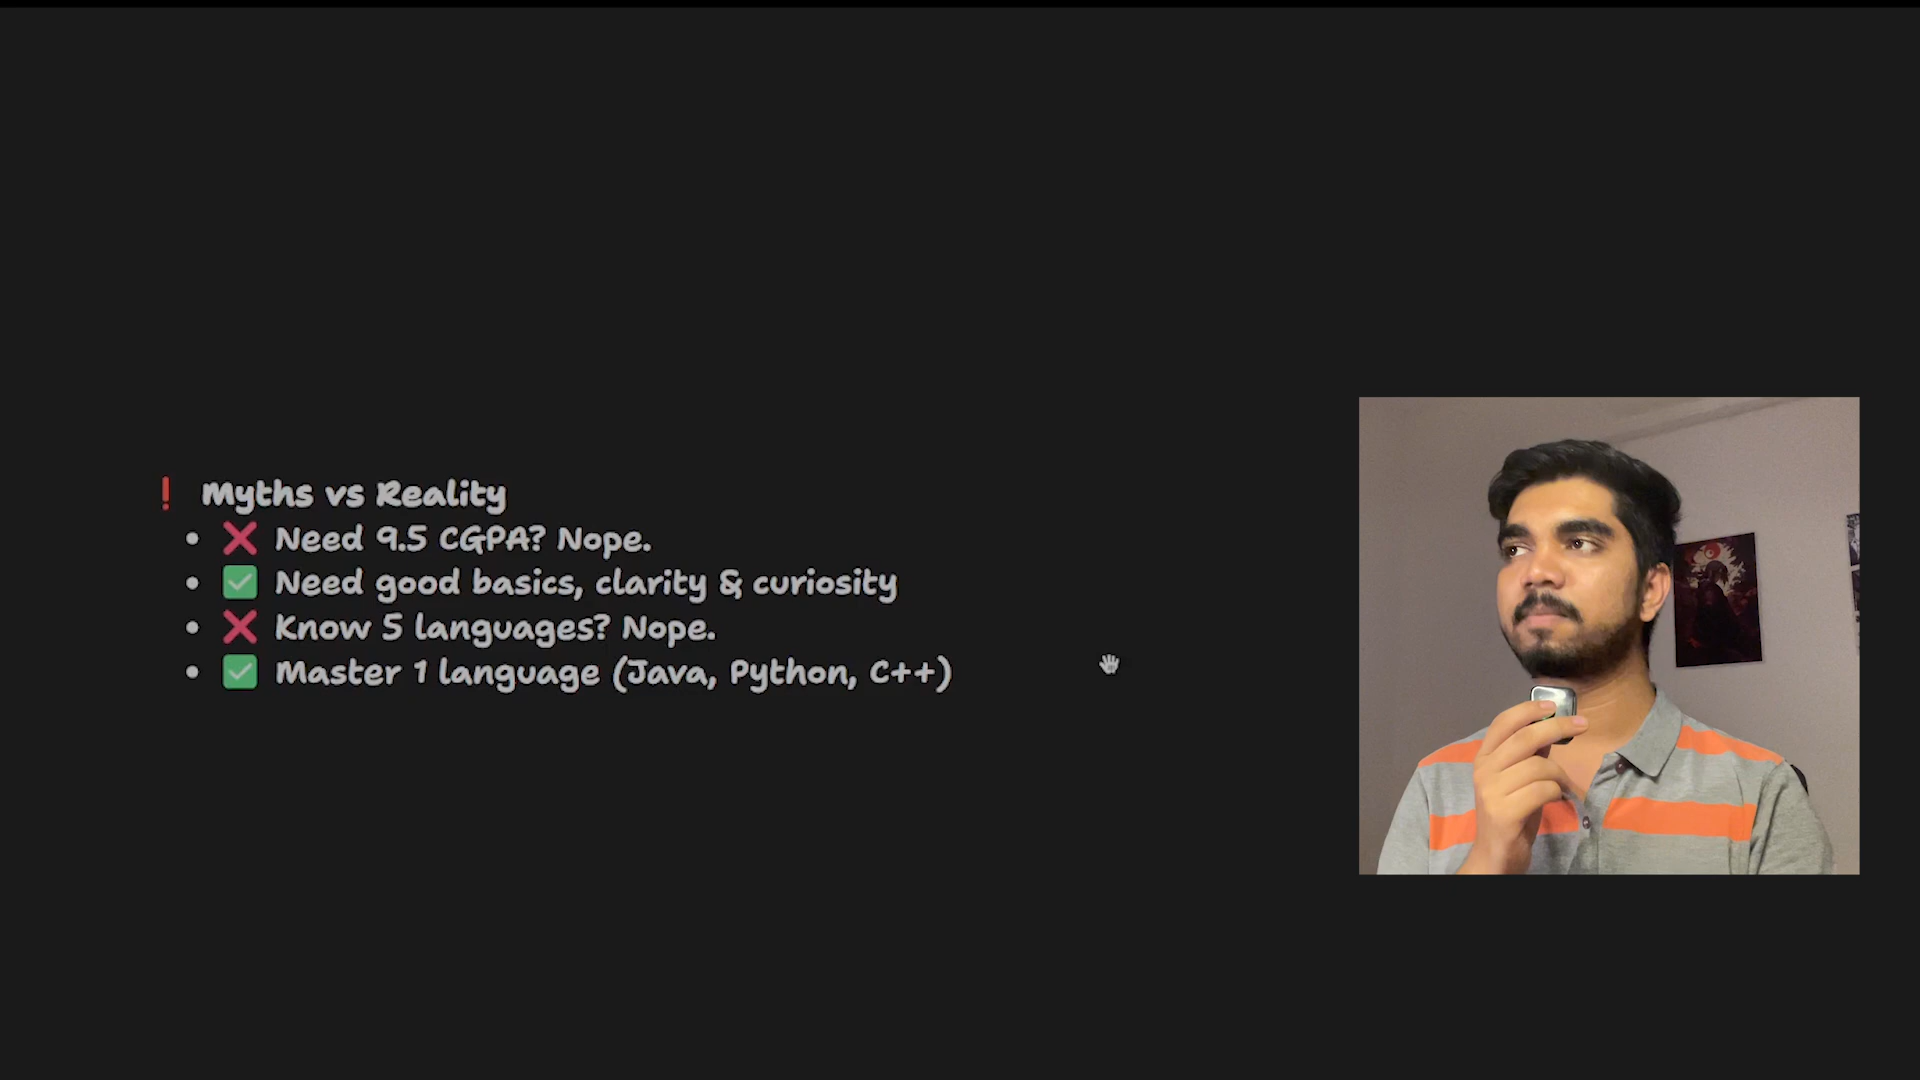 ❗ Myths vs Reality
• ❌ Need 9.5 CGPA? Nope.
• ✅ Need good basics, clarity & curiosity
• ❌ Know 5 languages? Nope.
• ✅ Master 1 language (Java, Python, C++)